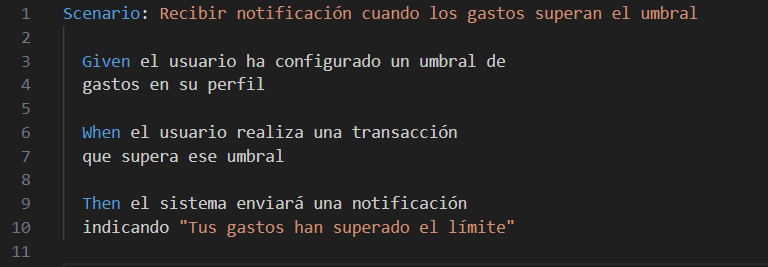 1 Scenario: Recibir notificación cuando los gastos superan el umbral
2
3 Given el usuario ha configurado un umbral de
4 gastos en su perfil
5
6 When el usuario realiza una transacción
7 que supera ese umbral
8
9 Then el sistema enviará una notificación
10 indicando "Tus gastos han superado el límite"
11